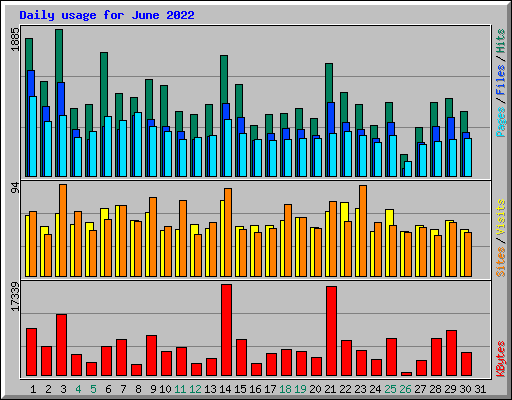 Daily usage for June 2022
1885
Pages / Files / Hits
94
Sites / Visits
17339
KBytes
1 2 3 4 5 6 7 8 9 10 11 12 13 14 15 16 17 18 19 20 21 22 23 24 25 26 27 28 29 30 31